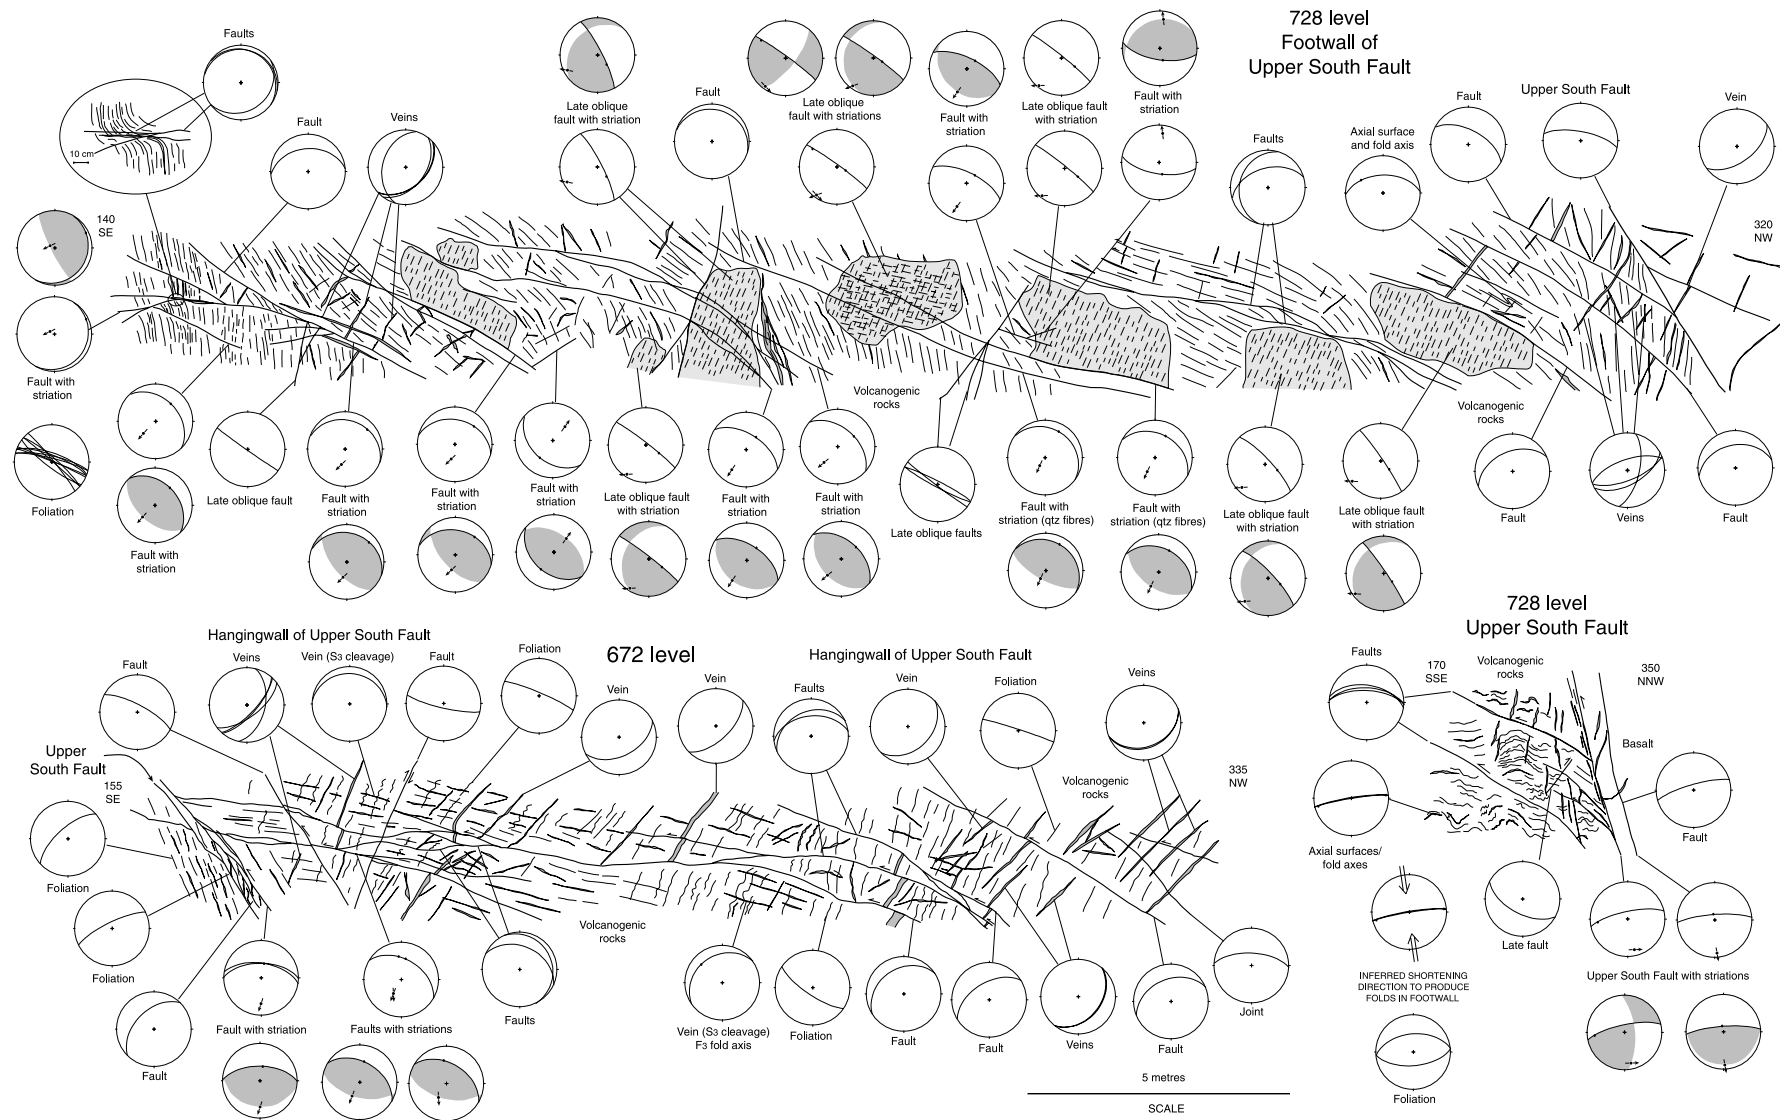 728 level
Footwall of
Upper South Fault
Faults
10 cm
Fault
Veins
Late oblique
fault with striation
Fault
Late oblique
fault with striations
Fault with
striation
Late oblique fault
with striation
Fault with
striation
Faults
Axial surface
and fold axis
Fault
Upper South Fault
Vein
140
SE
320
NW
Fault with
striation
Foliation
Fault with
striation
Late oblique fault
Fault with
striation
Fault with
striation
Fault with
striation
Late oblique fault
with striation
Fault with
striation
Fault with
striation
Volcanogenic
rocks
Late oblique faults
Fault with
striation (qtz fibres)
Fault with
striation (qtz fibres)
Late oblique fault
with striation
Late oblique fault
with striation
Volcanogenic
rocks
Fault
Veins
Fault
Hangingwall of Upper South Fault
672 level
Hangingwall of Upper South Fault
Fault
Veins
Vein (S3 cleavage)
Fault
Foliation
Vein
Vein
Faults
Vein
Foliation
Veins
Upper
South Fault
155
SE
Volcanogenic
rocks
335
NW
Foliation
Foliation
Fault
Fault with striation
Faults with striations
Faults
Volcanogenic
rocks
Vein (S3 cleavage)
F3 fold axis
Foliation
Fault
Fault
Veins
Fault
Joint
5 metres
SCALE
728 level
Upper South Fault
Faults
170
SSE
Volcanogenic
rocks
350
NNW
Basalt
Fault
Axial surfaces/
fold axes
Late fault
INFERRED SHORTENING
DIRECTION TO PRODUCE
FOLDS IN FOOTWALL
Upper South Fault with striations
Foliation